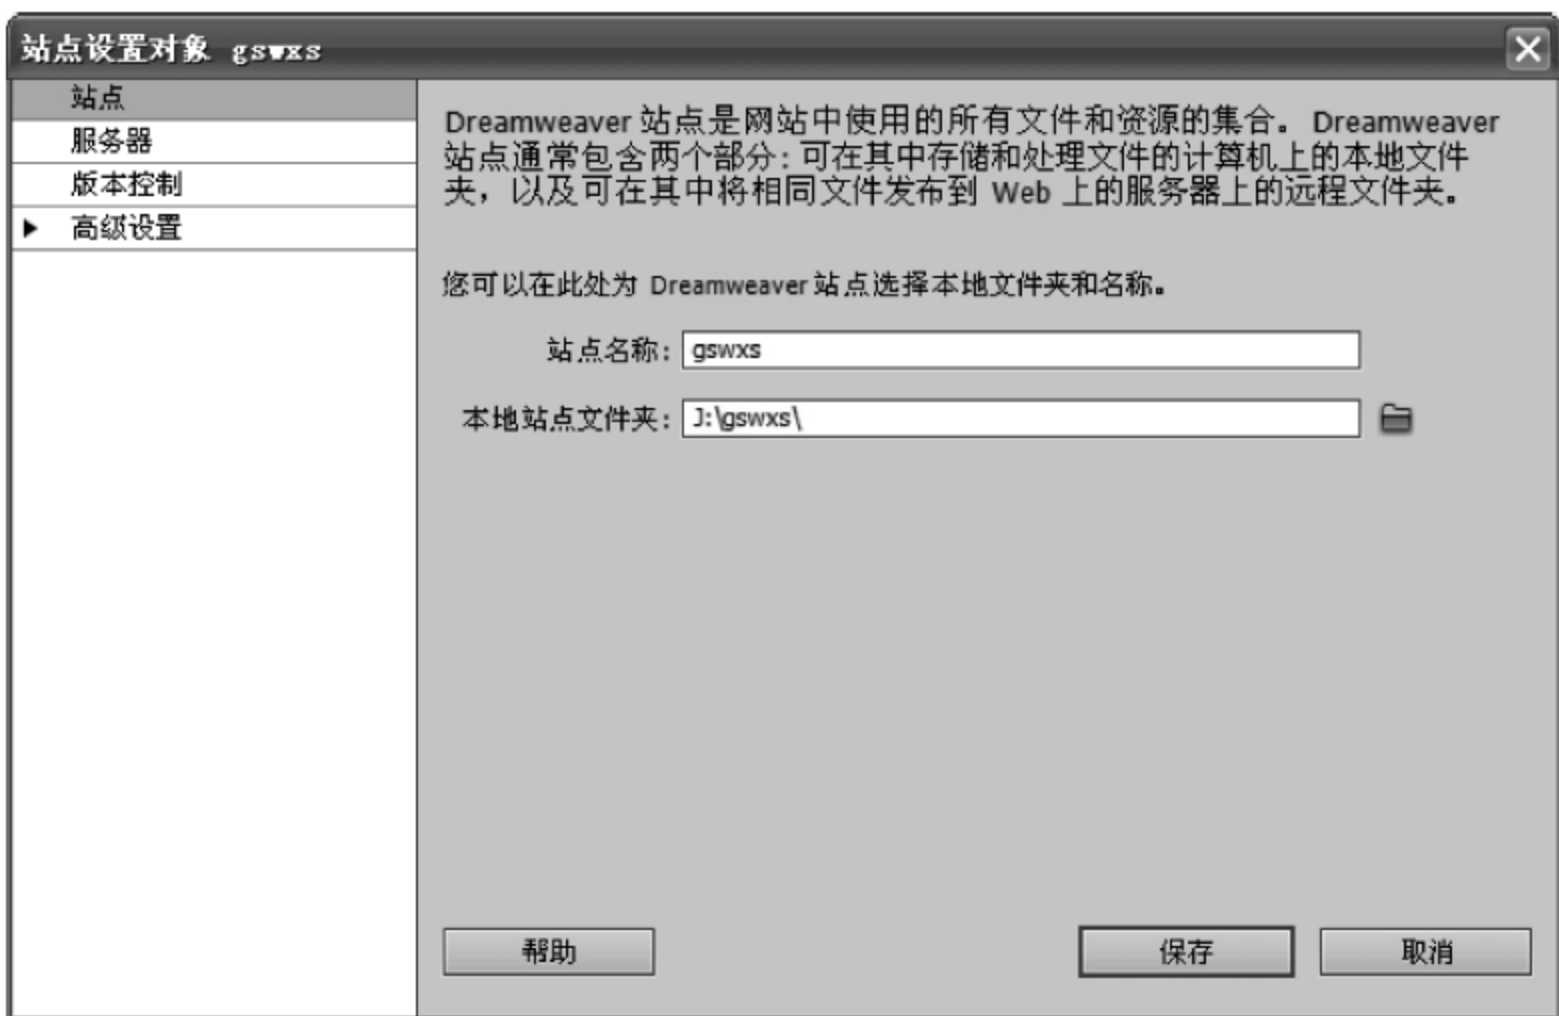 站点设置对象 gswxs
站点
服务器
版本控制
高级设置
Dreamweaver 站点是网站中使用的所有文件和资源的集合。Dreamweaver
站点通常包含两个部分:可在其中存储和处理文件的计算机上的本地文件
夹，以及可在其中将相同文件发布到 Web 上的服务器上的远程文件夹。
您可以在此处为 Dreamweaver 站点选择本地文件夹和名称。
站点名称: gswxs
本地站点文件夹: J:\gswxs\
帮助 保存 取消